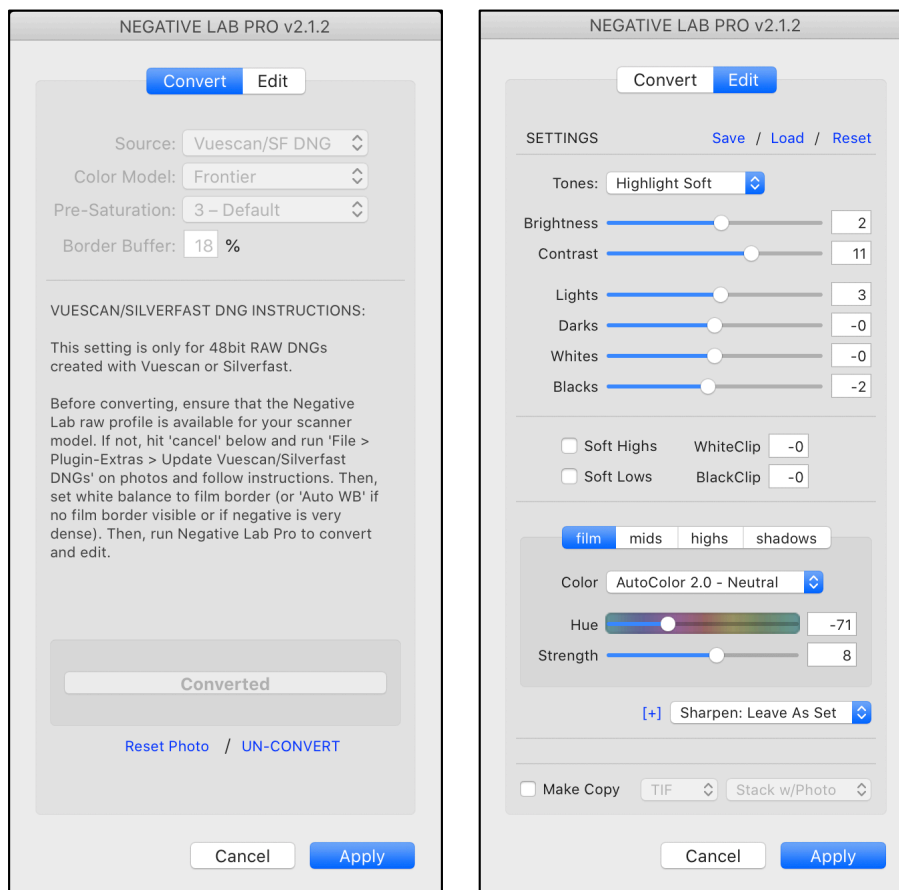 NEGATIVE LAB PRO v2.1.2
Convert Edit
Source: Vuescan/SF DNG
Color Model: Frontier
Pre-Saturation: 3 – Default
Border Buffer: 18 %
VUESCAN/SILVERFAST DNG INSTRUCTIONS:
This setting is only for 48bit RAW DNGs
created with Vuescan or Silverfast.
Before converting, ensure that the Negative
Lab raw profile is available for your scanner
model. If not, hit 'cancel' below and run 'File >
Plugin-Extras > Update Vuescan/Silverfast
DNGs' on photos and follow instructions. Then,
set white balance to film border (or 'Auto WB' if
no film border visible or if negative is very
dense). Then, run Negative Lab Pro to convert
and edit.
Converted
Reset Photo / UN-CONVERT
Cancel Apply
NEGATIVE LAB PRO v2.1.2
Convert Edit
SETTINGS Save / Load / Reset
Tones: Highlight Soft
Brightness 2
Contrast 11
Lights 3
Darks -0
Whites -0
Blacks -2
Soft Highs WhiteClip -0
Soft Lows BlackClip -0
film mids highs shadows
Color AutoColor 2.0 - Neutral
Hue -71
Strength 8
[+] Sharpen: Leave As Set
Make Copy TIF Stack w/Photo
Cancel Apply